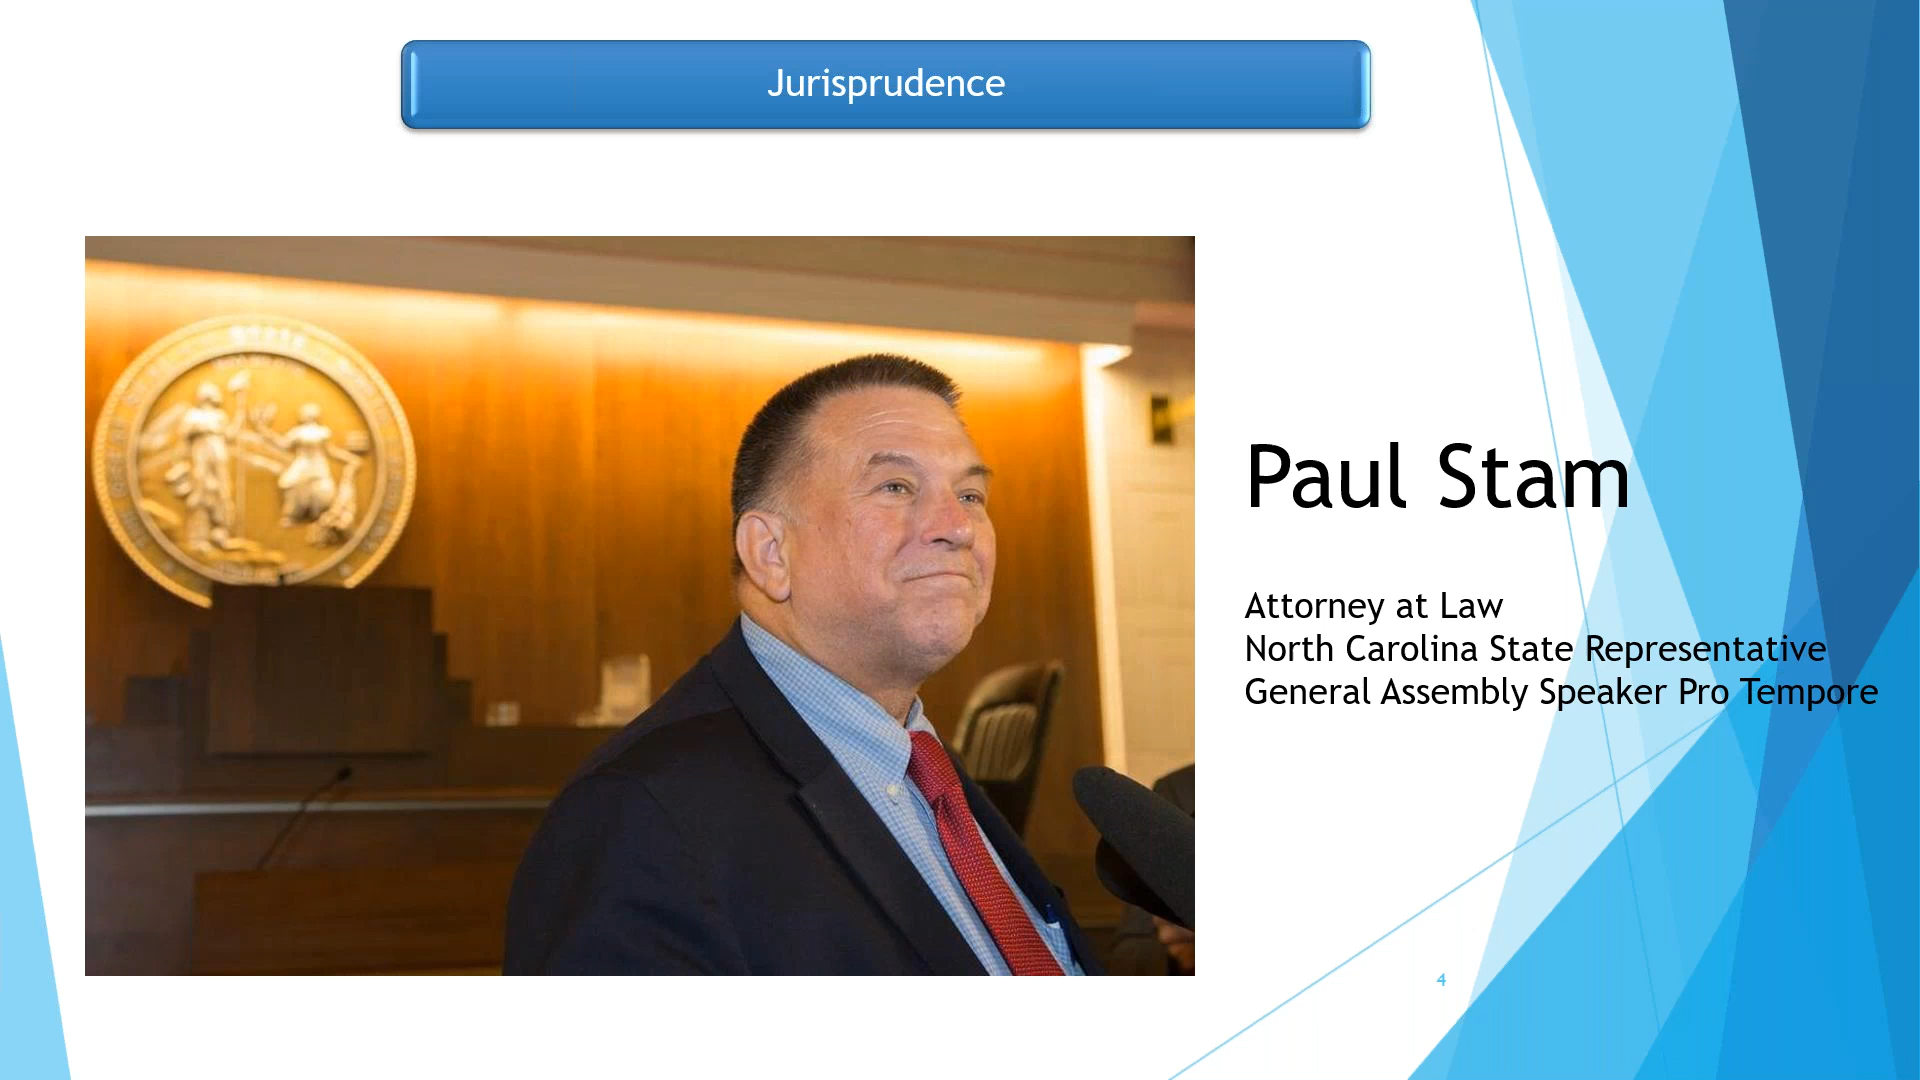 Jurisprudence
Paul Stam
Attorney at Law
North Carolina State Representative
General Assembly Speaker Pro Tempore
4